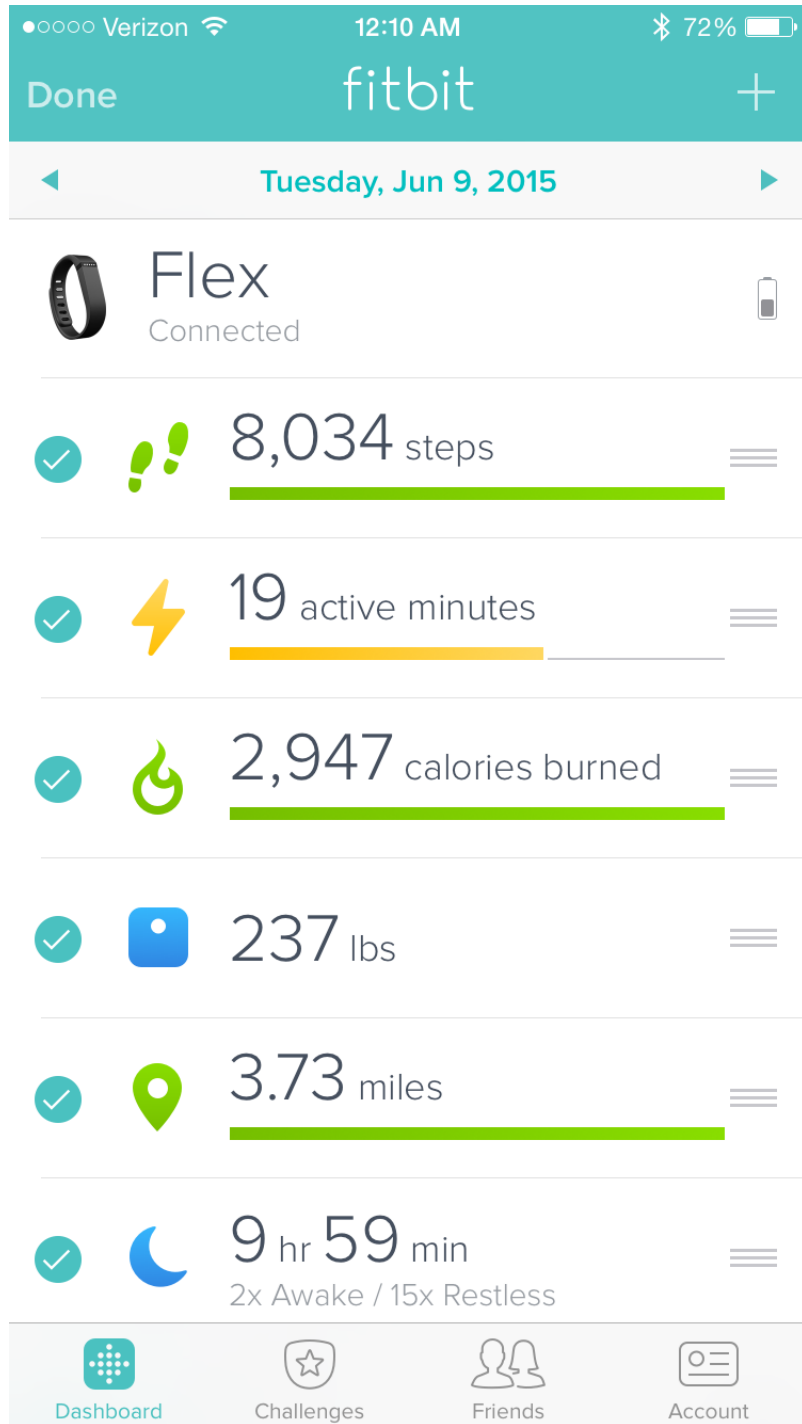 Verizon 12:10 AM 72%
Done fitbit +
Tuesday, Jun 9, 2015
Flex
Connected
8,034 steps
19 active minutes
2,947 calories burned
237 lbs
3.73 miles
9 hr 59 min
2x Awake / 15x Restless
Dashboard Challenges Friends Account